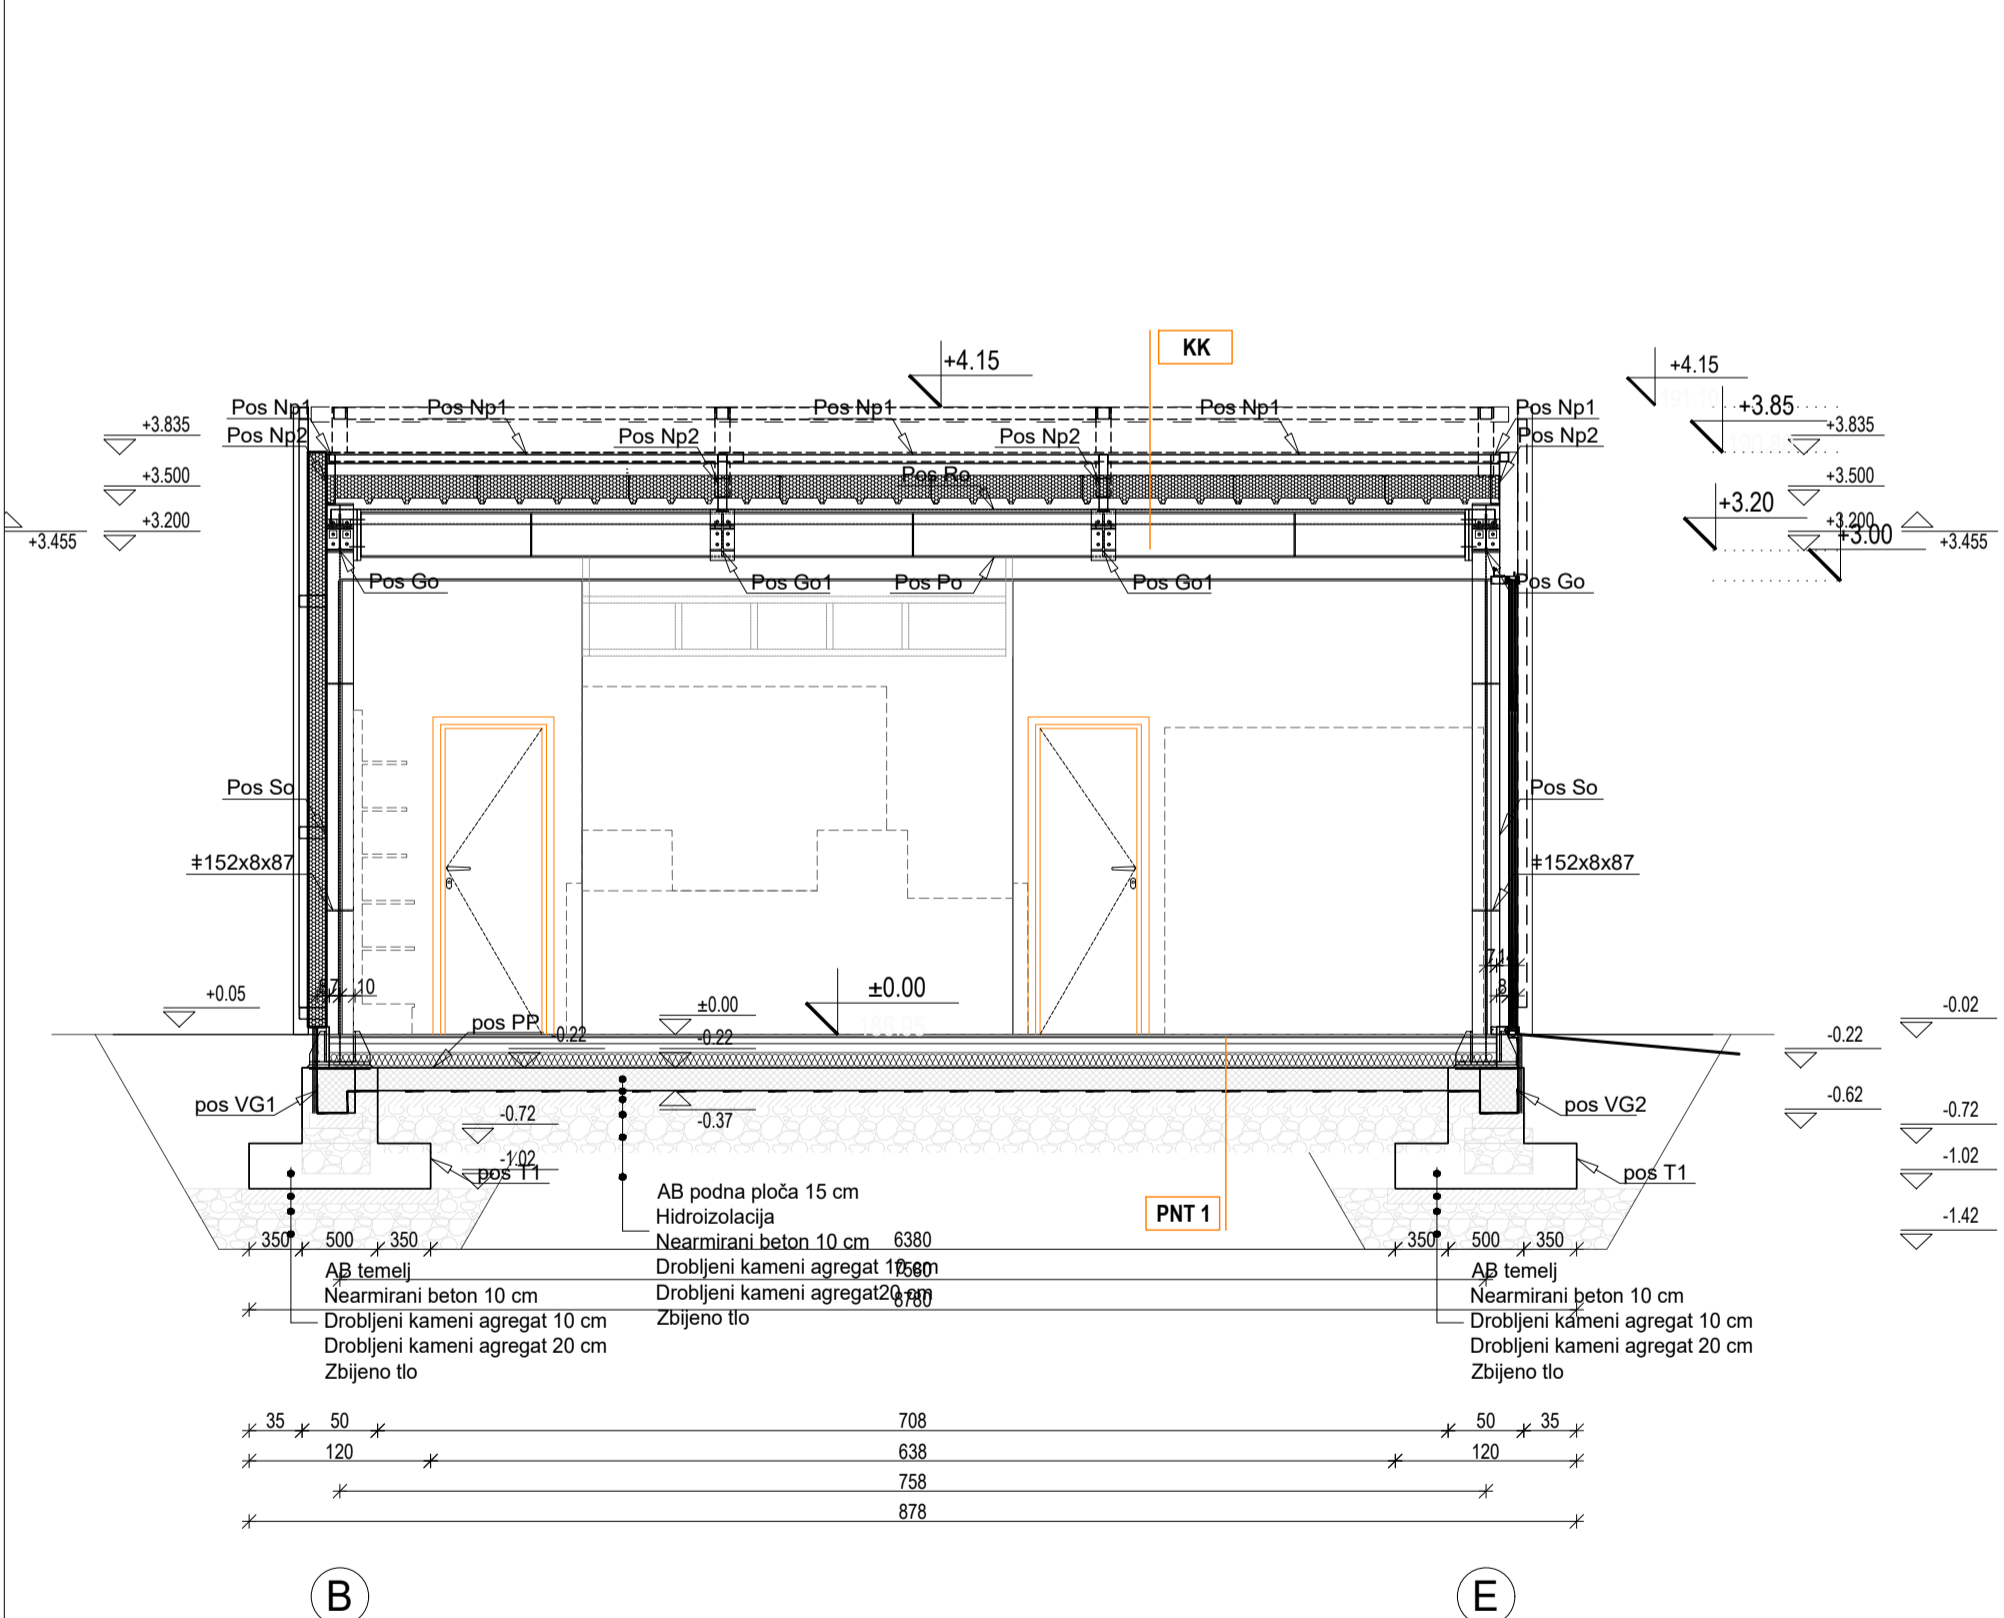 KK
+4.15
+4.15
Pos Np1
Pos Np1
Pos Np1
Pos Np1
Pos Np1
+3.85
+3.835
Pos Np2
Pos Np2
Pos Np2
Pos Np2
+3.835
+3.500
Pos Ro
+3.500
+3.200
+3.20
+3.200
+3.455
+3.00
+3.455
Pos Go
Pos Go1
Pos Po
Pos Go1
Pos Go
Pos So
Pos So
‡152x8x87
‡152x8x87
10
8
+0.05
±0.00
±0.00
186.95
-0.02
pos PP
-0.22
-0.22
-0.22
pos VG1
-0.72
-0.37
pos VG2
-0.62
-0.72
-1.02
pos T1
pos T1
-1.02
AB podna ploča 15 cm
Hidroizolacija
Nearmirani beton 10 cm
Drobljeni kameni agregat 10 cm
Drobljeni kameni agregat20 cm
Zbijeno tlo
PNT 1
-1.42
350
500
350
6380
350
500
350
7580
8780
AB temelj
Nearmirani beton 10 cm
Drobljeni kameni agregat 10 cm
Drobljeni kameni agregat 20 cm
Zbijeno tlo
AB temelj
Nearmirani beton 10 cm
Drobljeni kameni agregat 10 cm
Drobljeni kameni agregat 20 cm
Zbijeno tlo
35
50
708
50
35
120
638
120
758
878
B
E